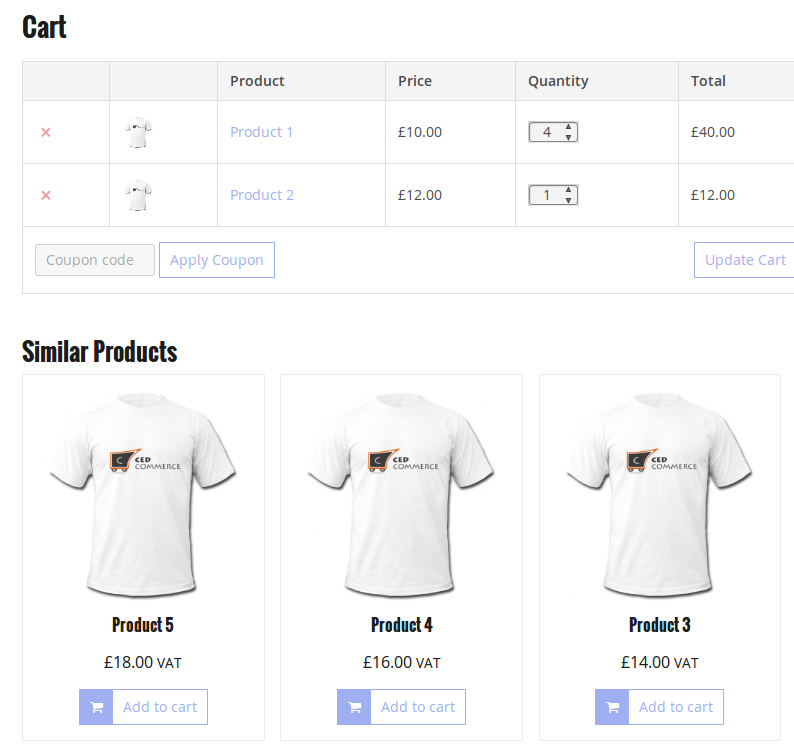 Cart
Product Price Quantity Total
× Product 1 £10.00 4 £40.00
× Product 2 £12.00 1 £12.00
Coupon code Apply Coupon Update Cart
Similar Products
C CED COMMERCE C CED COMMERCE C CED COMMERCE
Product 5 Product 4 Product 3
£18.00 VAT £16.00 VAT £14.00 VAT
Add to cart Add to cart Add to cart